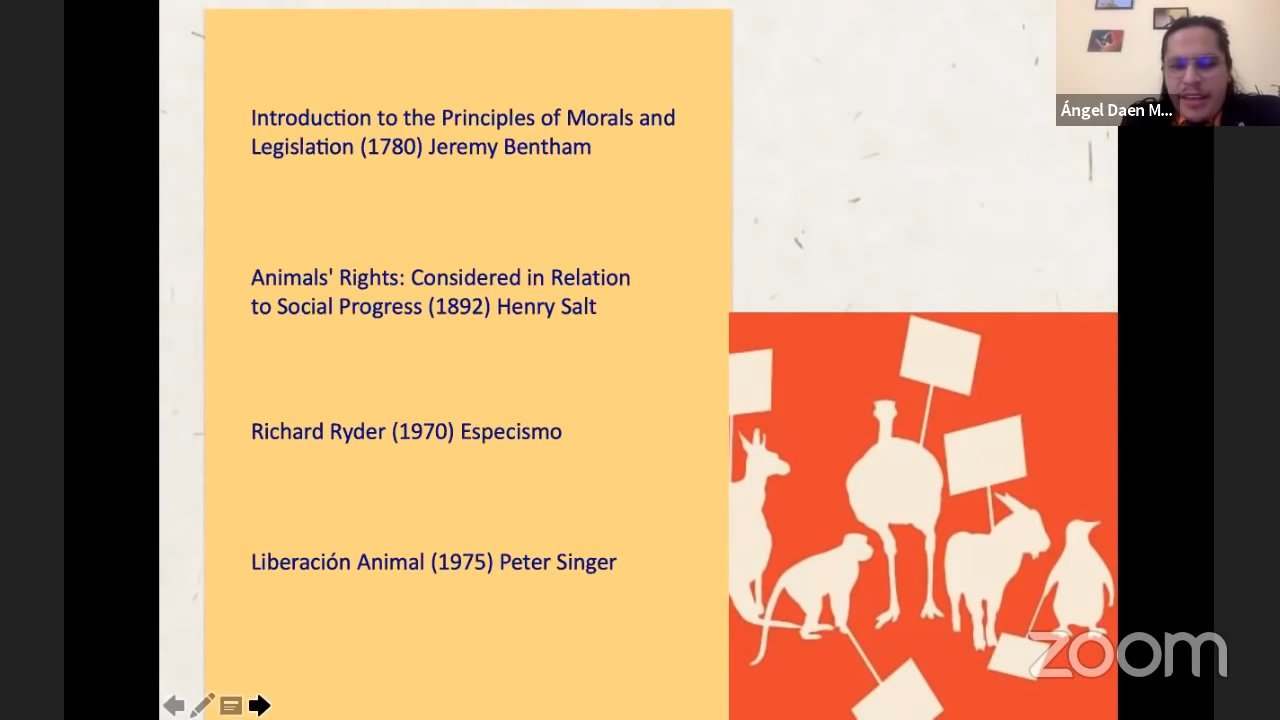 Introduction to the Principles of Morals and
Legislation (1780) Jeremy Bentham
Animals' Rights: Considered in Relation
to Social Progress (1892) Henry Salt
Richard Ryder (1970) Especismo
Liberación Animal (1975) Peter Singer
Ángel Daen M...
zoom